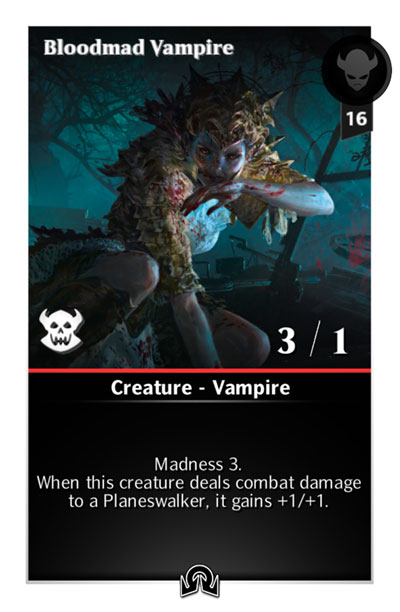 Bloodmad Vampire
16
3 / 1
Creature - Vampire
Madness 3.
When this creature deals combat damage
to a Planeswalker, it gains +1/+1.